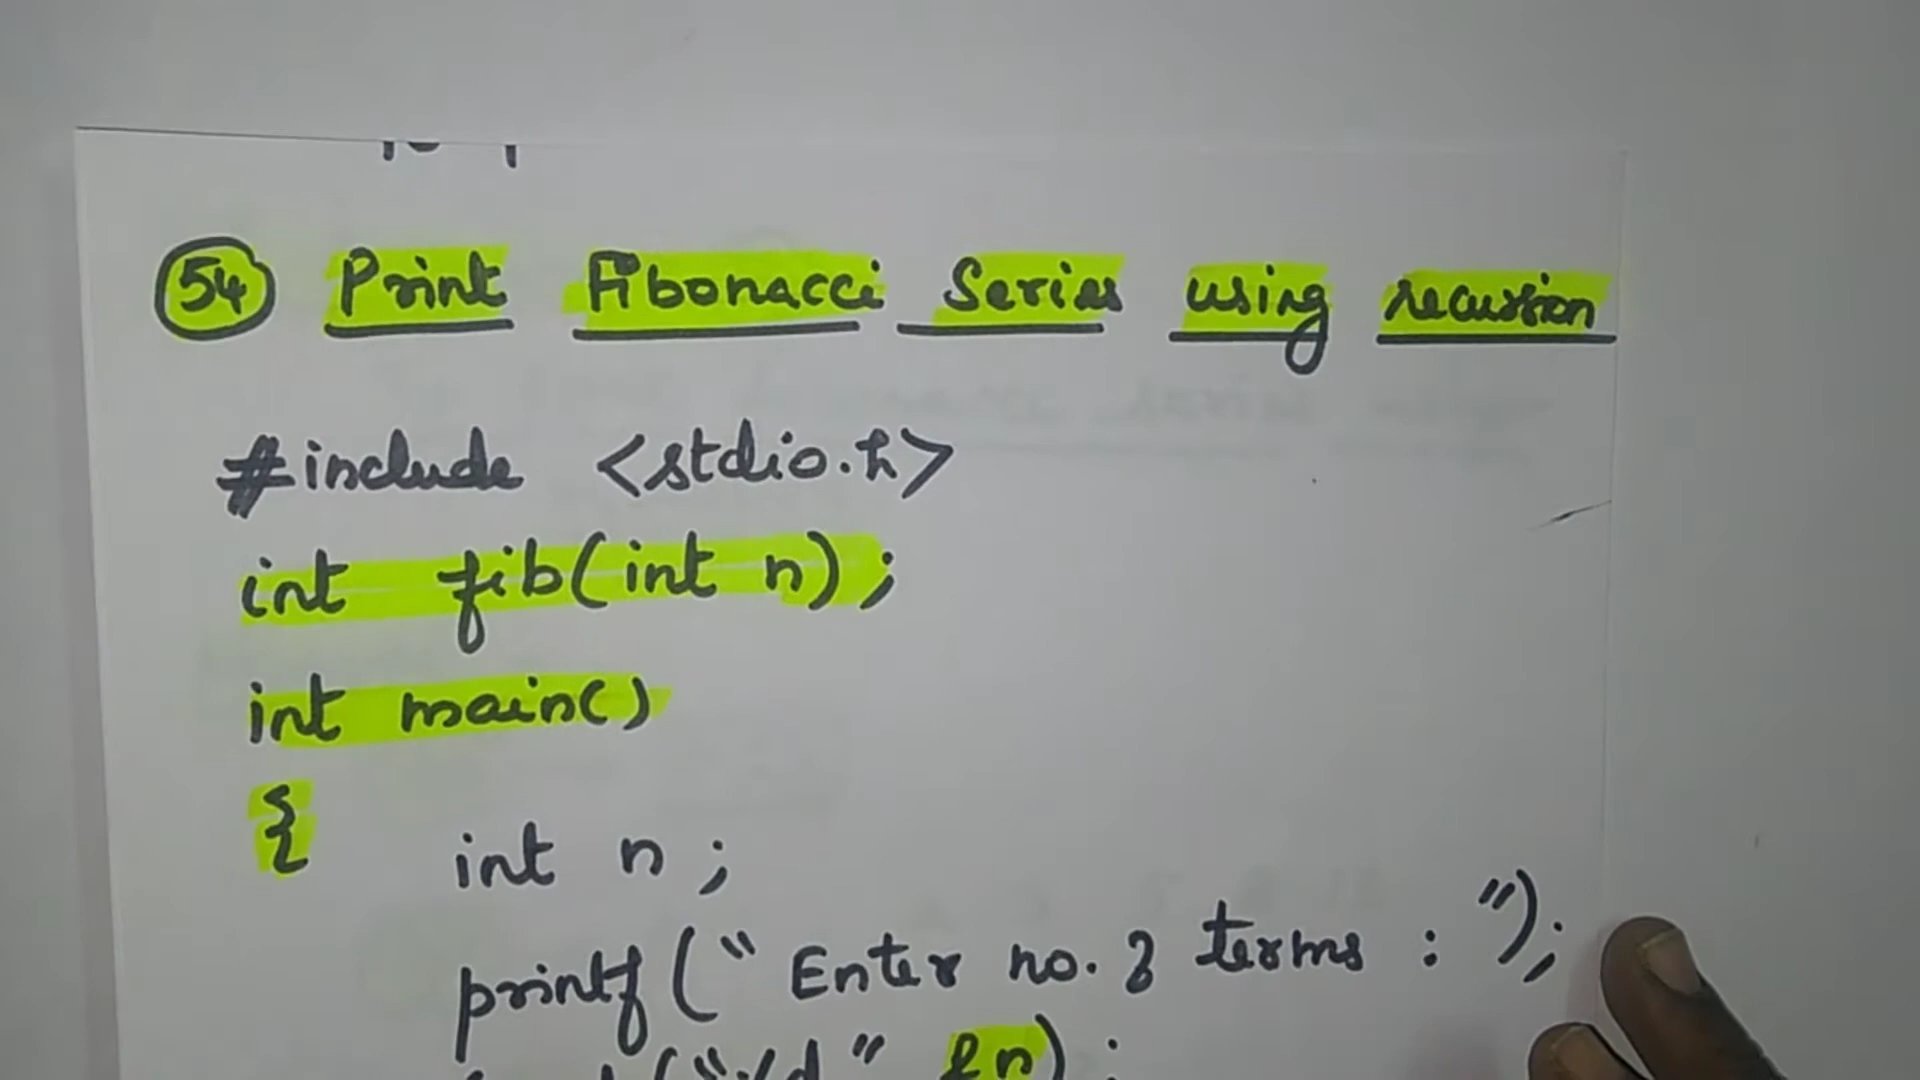 54 Print Fibonacci Series using recursion
#include <stdio.h>
int fib(int n);
int main()
{ int n;
printf("Enter no. of terms : ");
("%d" &n);